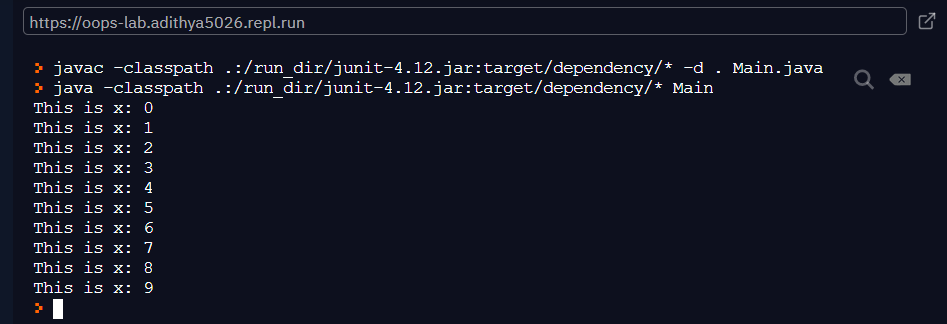 https://oops-lab.adithya5026.repl.run
> javac -classpath .:/run_dir/junit-4.12.jar:target/dependency/* -d . Main.java
> java -classpath .:/run_dir/junit-4.12.jar:target/dependency/* Main
This is x: 0
This is x: 1
This is x: 2
This is x: 3
This is x: 4
This is x: 5
This is x: 6
This is x: 7
This is x: 8
This is x: 9
>